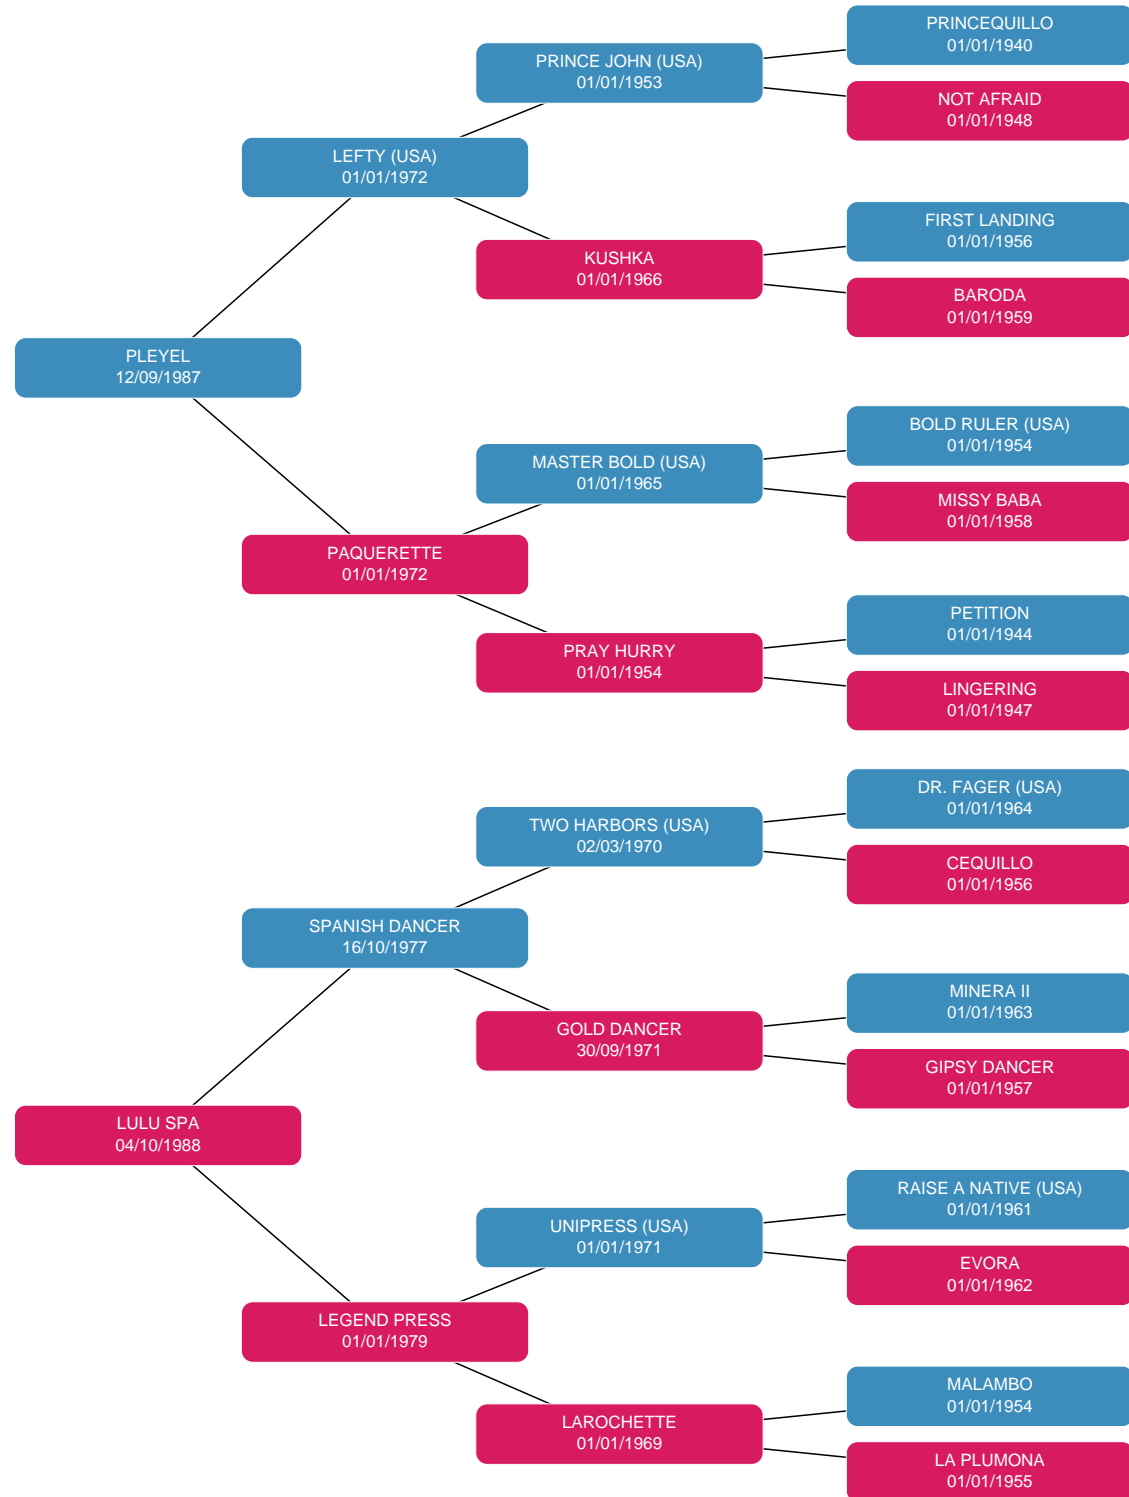 PRINCEQUILLO
01/01/1940
PRINCE JOHN (USA)
01/01/1953
NOT AFRAID
01/01/1948
LEFTY (USA)
01/01/1972
FIRST LANDING
01/01/1956
KUSHKA
01/01/1966
BARODA
01/01/1959
PLEYEL
12/09/1987
BOLD RULER (USA)
01/01/1954
MASTER BOLD (USA)
01/01/1965
MISSY BABA
01/01/1958
PAQUERETTE
01/01/1972
PETITION
01/01/1944
PRAY HURRY
01/01/1954
LINGERING
01/01/1947
DR. FAGER (USA)
01/01/1964
TWO HARBORS (USA)
02/03/1970
CEQUILLO
01/01/1956
SPANISH DANCER
16/10/1977
MINERA II
01/01/1963
GOLD DANCER
30/09/1971
GIPSY DANCER
01/01/1957
LULU SPA
04/10/1988
RAISE A NATIVE (USA)
01/01/1961
UNIPRESS (USA)
01/01/1971
EVORA
01/01/1962
LEGEND PRESS
01/01/1979
MALAMBO
01/01/1954
LAROCHETTE
01/01/1969
LA PLUMONA
01/01/1955